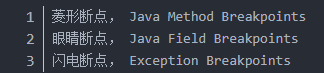 1 菱形断点， Java Method Breakpoints
2 眼睛断点， Java Field Breakpoints
3 闪电断点， Exception Breakpoints